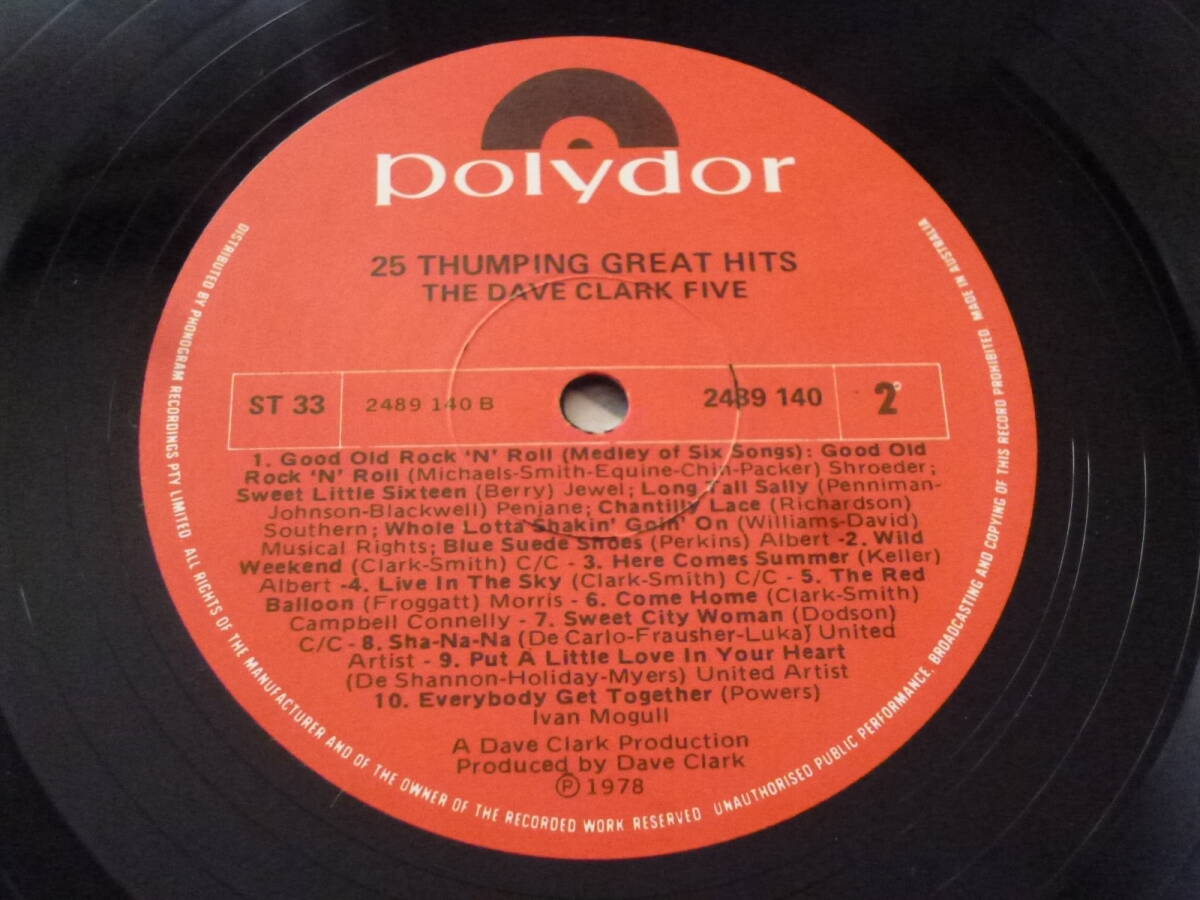 polydor
25 THUMPING GREAT HITS
THE DAVE CLARK FIVE
ST 33
2489 140 B
2489 140
2°
1. Good Old Rock 'N' Roll (Medley of Six Songs): Good Old
Rock 'N' Roll (Michaels-Smith-Equine-Chin-Packer) Shroeder;
Sweet Little Sixteen (Berry) Jewel; Long Tall Sally (Penniman-
Johnson-Blackwell) Penjane; Chantilly Lace (Richardson)
Southern; Whole Lotta Shakin' Goin' On (Williams-David)
Musical Rights; Blue Suede Shoes (Perkins) Albert -2. Wild
Weekend (Clark-Smith) C/C - 3. Here Comes Summer (Keller)
Albert -4. Live In The Sky (Clark-Smith) C/C - 5. The Red
Balloon (Froggatt) Morris - 6. Come Home (Clark-Smith)
Campbell Connelly - 7. Sweet City Woman (Dodson)
C/C - 8. Sha-Na-Na (De Carlo-Frausher-Luka) United
Artist - 9. Put A Little Love In Your Heart
(De Shannon-Holiday-Myers) United Artist
10. Everybody Get Together (Powers)
Ivan Mogull
A Dave Clark Production
Produced by Dave Clark
℗ 1978
DISTRIBUTED BY PHONOGRAM RECORDINGS PTY LIMITED. ALL RIGHTS OF THE MANUFACTURER AND OF THE OWNER OF THE RECORDED WORK RESERVED UNAUTHORISED PUBLIC PERFORMANCE, BROADCASTING AND COPYING OF THIS RECORD PROHIBITED MADE IN AUSTRALIA